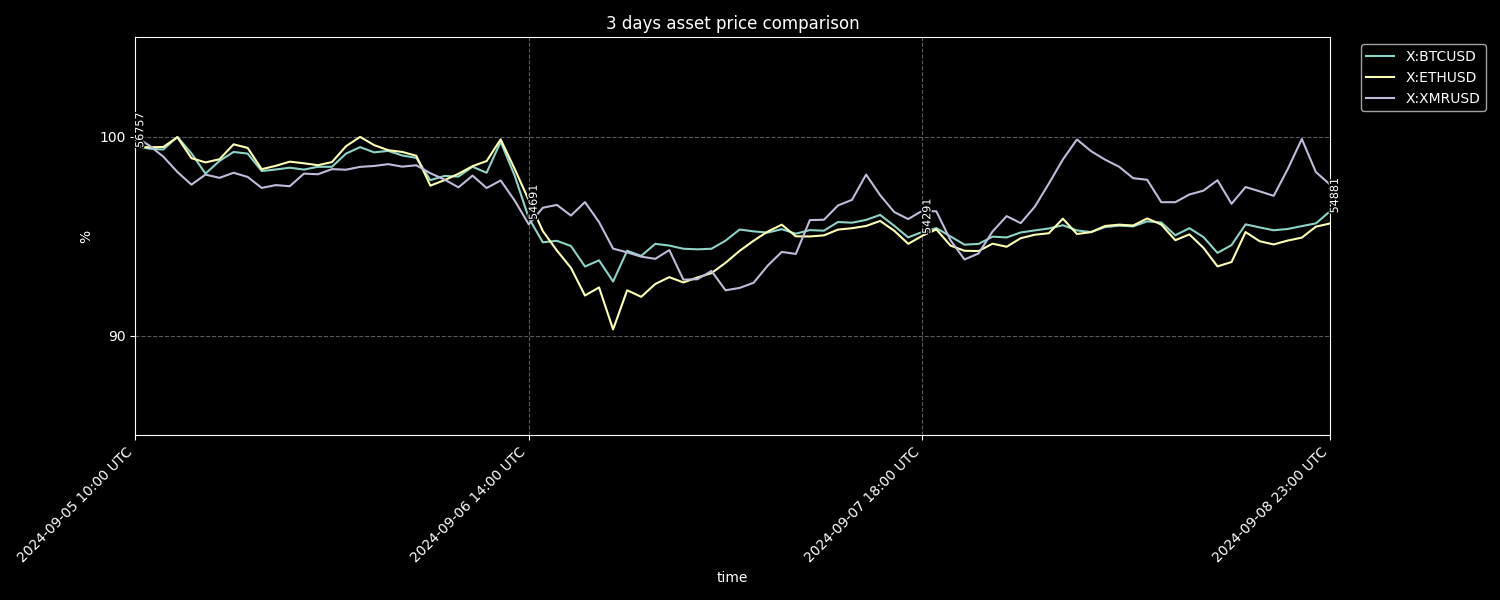 3 days asset price comparison
X:BTCUSD
X:ETHUSD
X:XMRUSD
100
90
%
56757
54691
54291
54881
2024-09-05 10:00 UTC
2024-09-06 14:00 UTC
2024-09-07 18:00 UTC
2024-09-08 23:00 UTC
time